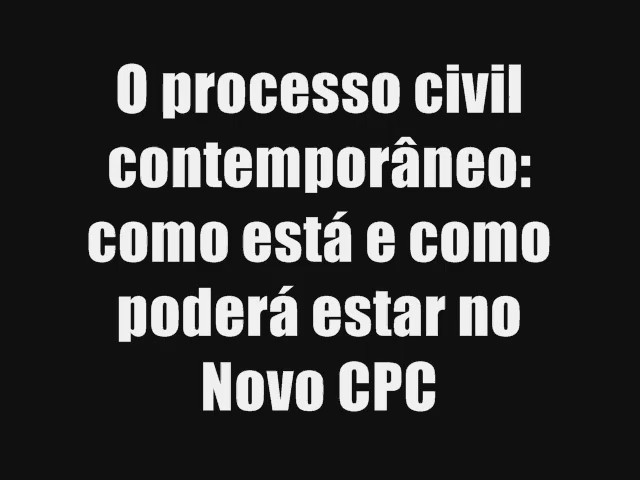 O processo civil
contemporâneo:
como está e como
poderá estar no
Novo CPC